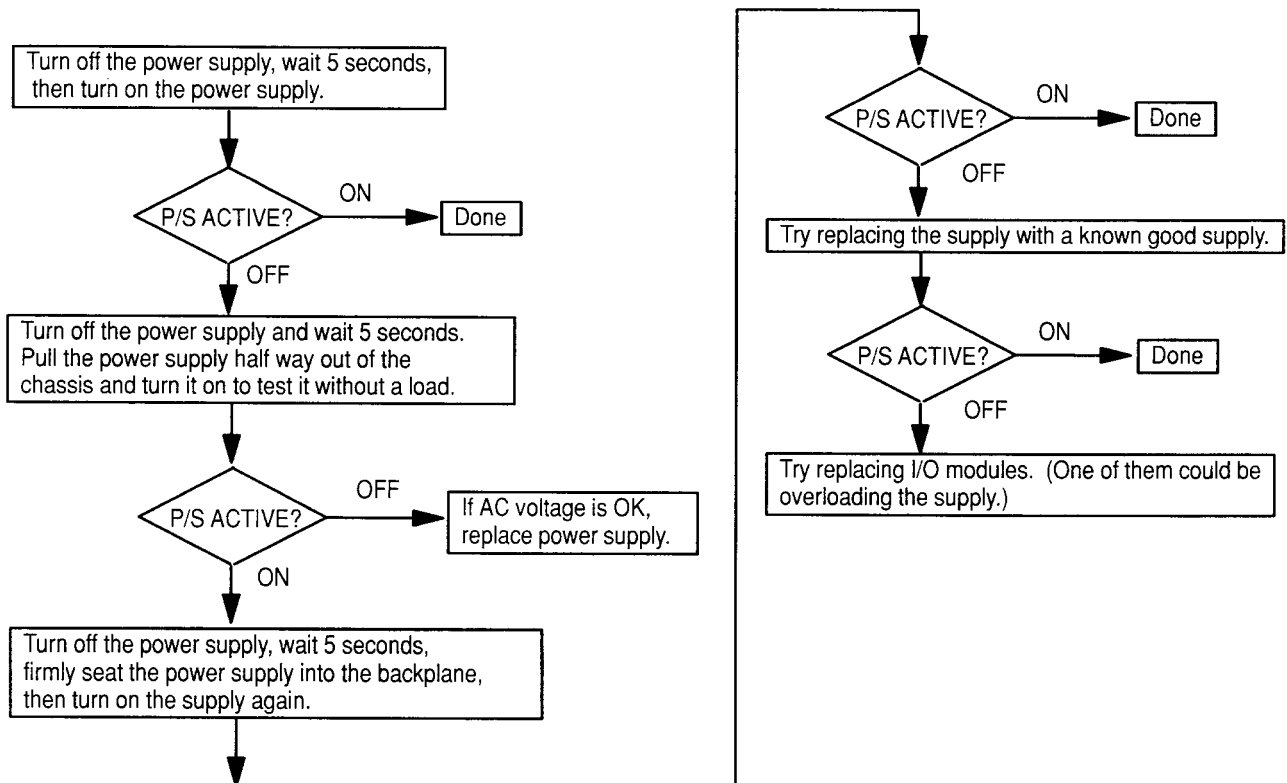 Turn off the power supply, wait 5 seconds,
then turn on the power supply.
P/S ACTIVE?
ON
Done
OFF
Turn off the power supply and wait 5 seconds.
Pull the power supply half way out of the
chassis and turn it on to test it without a load.
P/S ACTIVE?
OFF
If AC voltage is OK,
replace power supply.
ON
Turn off the power supply, wait 5 seconds,
firmly seat the power supply into the backplane,
then turn on the supply again.
P/S ACTIVE?
ON
Done
OFF
Try replacing the supply with a known good supply.
P/S ACTIVE?
ON
Done
OFF
Try replacing I/O modules. (One of them could be
overloading the supply.)